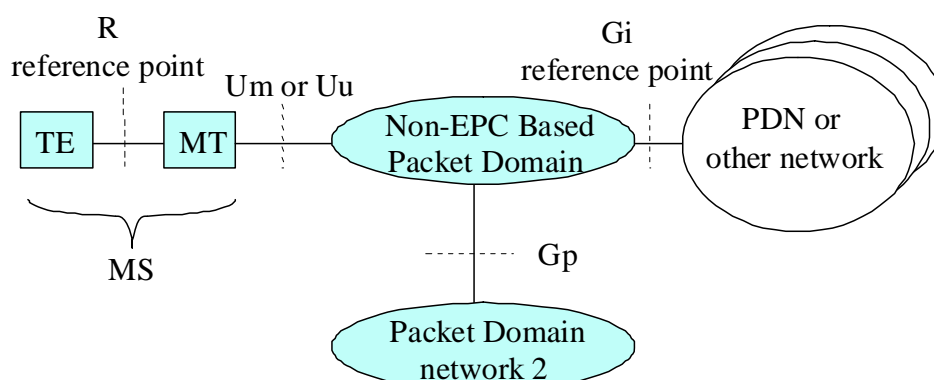 R
reference point
Um or Uu
Gi
reference point
TE
MT
Non-EPC Based
Packet Domain
PDN or
other network
MS
Gp
Packet Domain
network 2